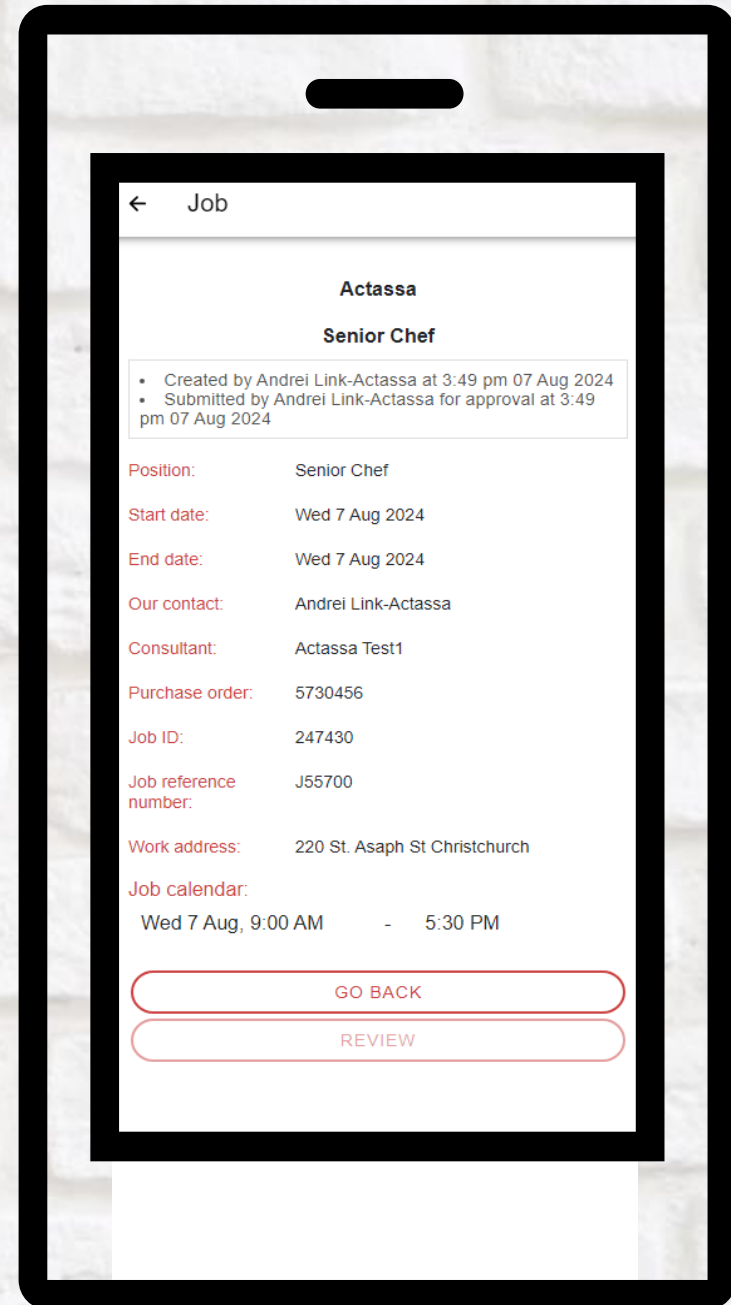 ← Job
Actassa
Senior Chef
• Created by Andrei Link-Actassa at 3:49 pm 07 Aug 2024
• Submitted by Andrei Link-Actassa for approval at 3:49
pm 07 Aug 2024
Position: Senior Chef
Start date: Wed 7 Aug 2024
End date: Wed 7 Aug 2024
Our contact: Andrei Link-Actassa
Consultant: Actassa Test1
Purchase order: 5730456
Job ID: 247430
Job reference J55700
number:
Work address: 220 St. Asaph St Christchurch
Job calendar:
Wed 7 Aug, 9:00 AM - 5:30 PM
GO BACK
REVIEW